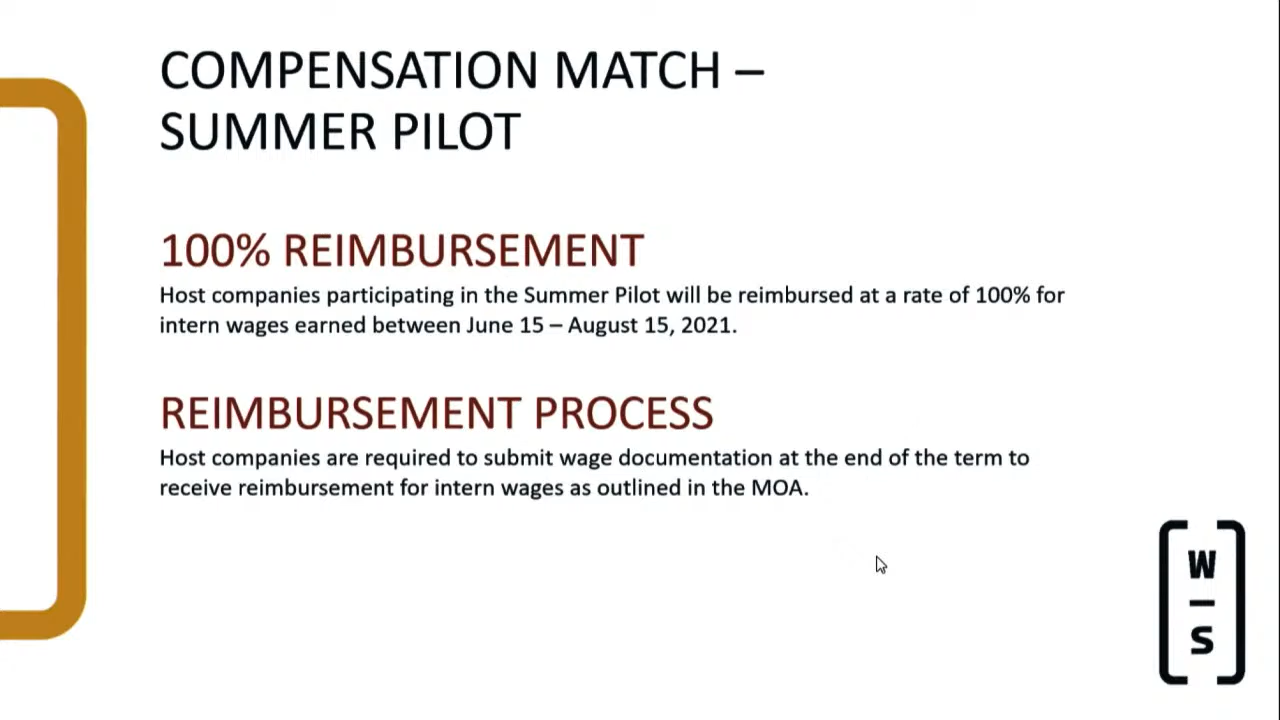 COMPENSATION MATCH –
SUMMER PILOT
100% REIMBURSEMENT
Host companies participating in the Summer Pilot will be reimbursed at a rate of 100% for
intern wages earned between June 15 – August 15, 2021.
REIMBURSEMENT PROCESS
Host companies are required to submit wage documentation at the end of the term to
receive reimbursement for intern wages as outlined in the MOA.
W
–
S